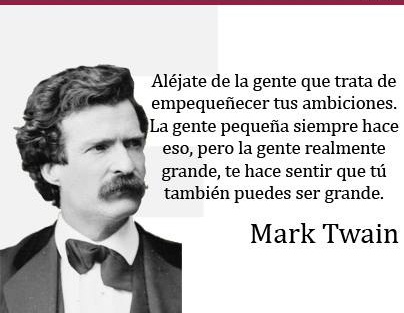 Aléjate de la gente que trata de
empequeñecer tus ambiciones.
La gente pequeña siempre hace
eso, pero la gente realmente
grande, te hace sentir que tú
también puedes ser grande.
Mark Twain